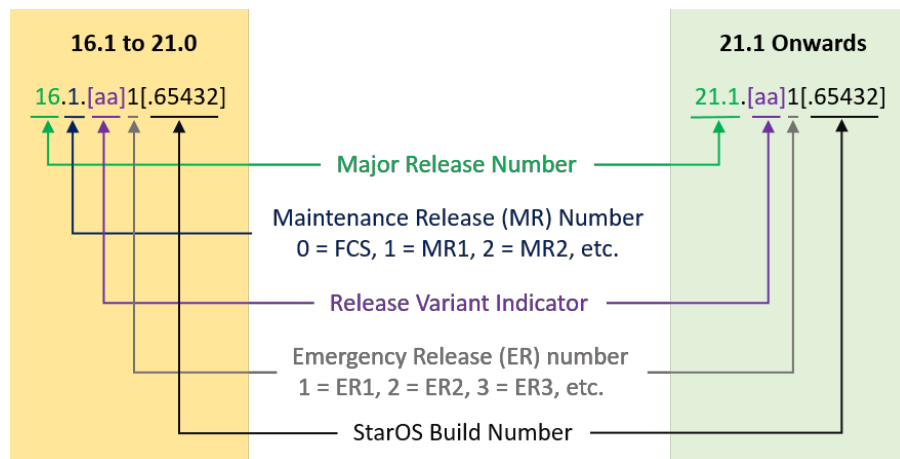 16.1 to 21.0
21.1 Onwards
16.1.[aa]1[.65432]
21.1.[aa]1[.65432]
Major Release Number
Maintenance Release (MR) Number
0 = FCS, 1 = MR1, 2 = MR2, etc.
Release Variant Indicator
Emergency Release (ER) number
1 = ER1, 2 = ER2, 3 = ER3, etc.
StarOS Build Number